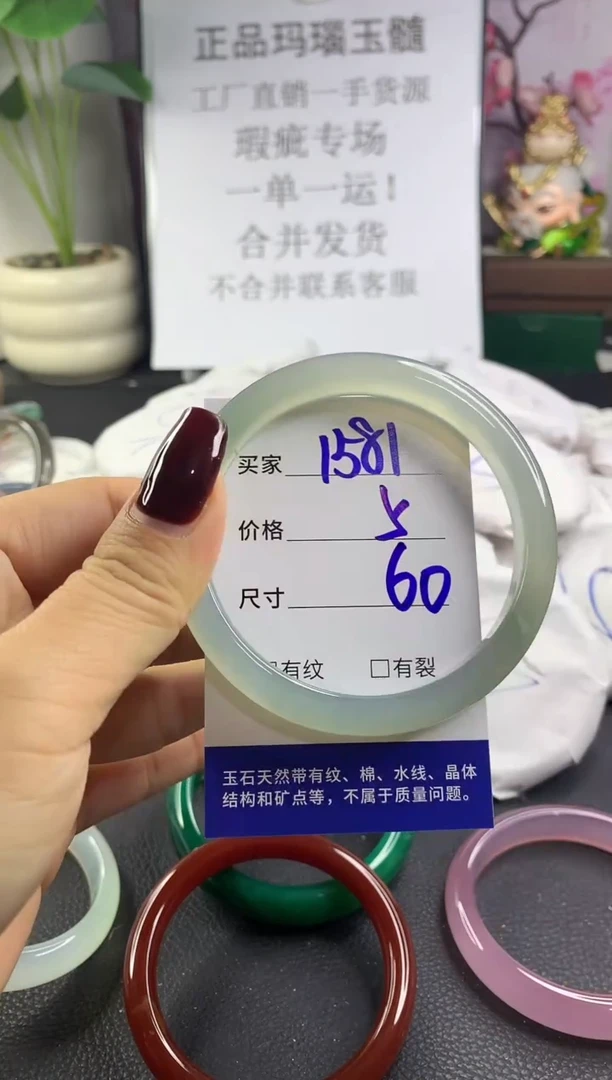 正品玛瑙玉髓
工厂直销一手货源
瑕疵专场
一单一运！
合并发货
不合并联系客服
买家 1581
价格 5
尺寸 60
有纹 □有裂
玉石天然带有纹、棉、水线、晶体
结构和矿点等，不属于质量问题。